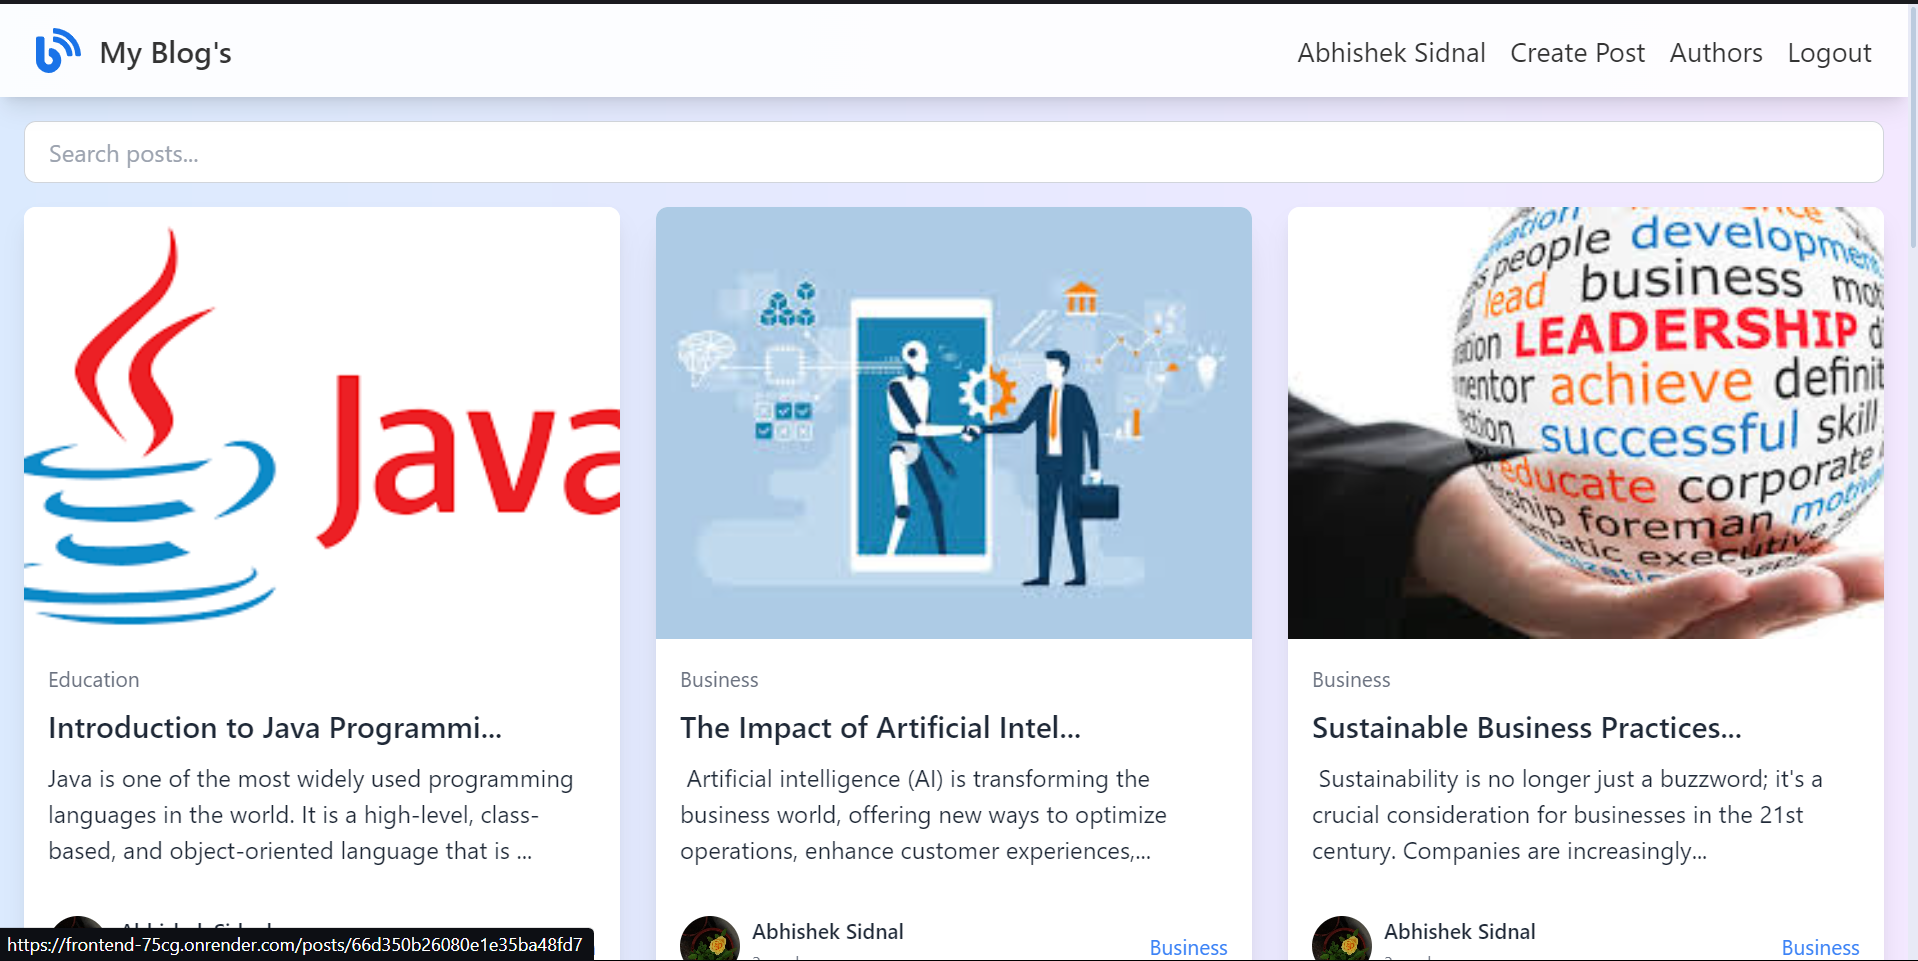 My Blog's
Abhishek Sidnal Create Post Authors Logout
Search posts...
Java
development
people
business
lead
LEADERSHIP
mentor achieve
successful skill
educate corporate
foreman
executive
Education
Introduction to Java Programmi...
Java is one of the most widely used programming
languages in the world. It is a high-level, class-
based, and object-oriented language that is ...
Business
The Impact of Artificial Intel...
Artificial intelligence (AI) is transforming the
business world, offering new ways to optimize
operations, enhance customer experiences,...
Abhishek Sidnal
Business
Business
Sustainable Business Practices...
Sustainability is no longer just a buzzword; it's a
crucial consideration for businesses in the 21st
century. Companies are increasingly...
Abhishek Sidnal
Business
https://frontend-75cg.onrender.com/posts/66d350b26080e1e35ba48fd7